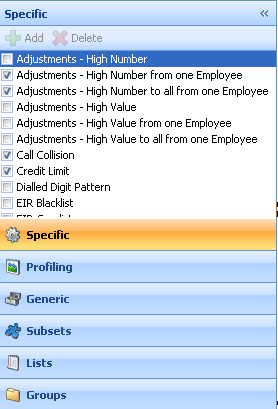 Specific
Add Delete
Adjustments - High Number
Adjustments - High Number from one Employee
Adjustments - High Number to all from one Employee
Adjustments - High Value
Adjustments - High Value from one Employee
Adjustments - High Value to all from one Employee
Call Collision
Credit Limit
Dialled Digit Pattern
EIR Blacklist
Specific
Profiling
Generic
Subsets
Lists
Groups